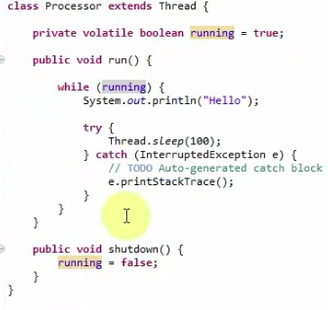 class Processor extends Thread {
private volatile boolean running = true;
public void run() {
while (running) {
System.out.println("Hello");
try {
Thread.sleep(100);
} catch (InterruptedException e) {
// TODO Auto-generated catch block
e.printStackTrace();
}
}
}
public void shutdown() {
running = false;
}
}